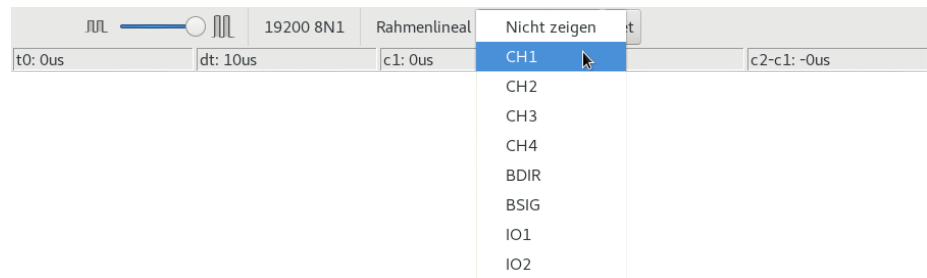 19200 8N1 Rahmenlineal Nicht zeigen
t0: 0us dt: 10us c1: 0us CH1 c2-c1: -0us
CH2
CH3
CH4
BDIR
BSIG
IO1
IO2